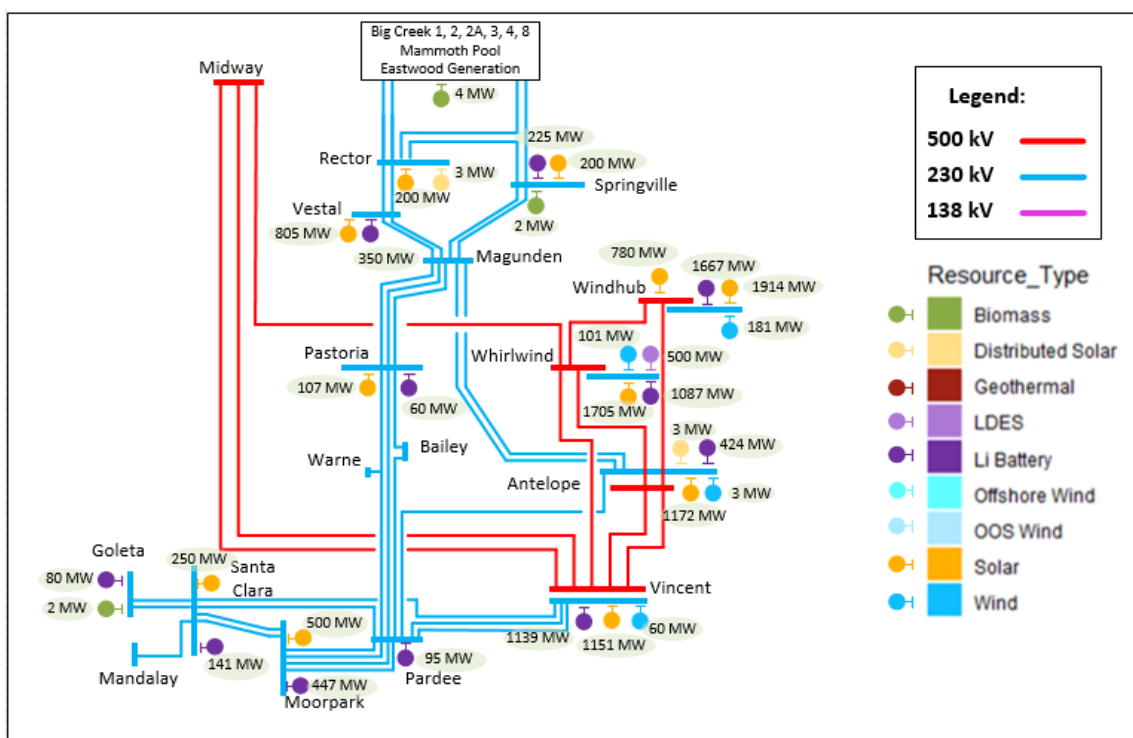 Big Creek 1, 2, 2A, 3, 4, 8
Mammoth Pool
Eastwood Generation
Midway
4 MW
Legend:
500 kV
230 kV
138 kV
225 MW
Rector
3 MW
200 MW
200 MW
Springville
Vestal
2 MW
805 MW
350 MW
Magunden
780 MW
1667 MW
Windhub
1914 MW
181 MW
101 MW
Whirlwind
500 MW
1087 MW
1705 MW
Pastoria
107 MW
60 MW
3 MW
424 MW
Bailey
Warne
Antelope
3 MW
1172 MW
Resource_Type
Biomass
Distributed Solar
Geothermal
LDES
Li Battery
Offshore Wind
OOS Wind
Solar
Wind
Goleta
250 MW
Santa
Clara
80 MW
2 MW
Vincent
500 MW
1139 MW
60 MW
1151 MW
Mandalay
141 MW
447 MW
Moorpark
95 MW
Pardee